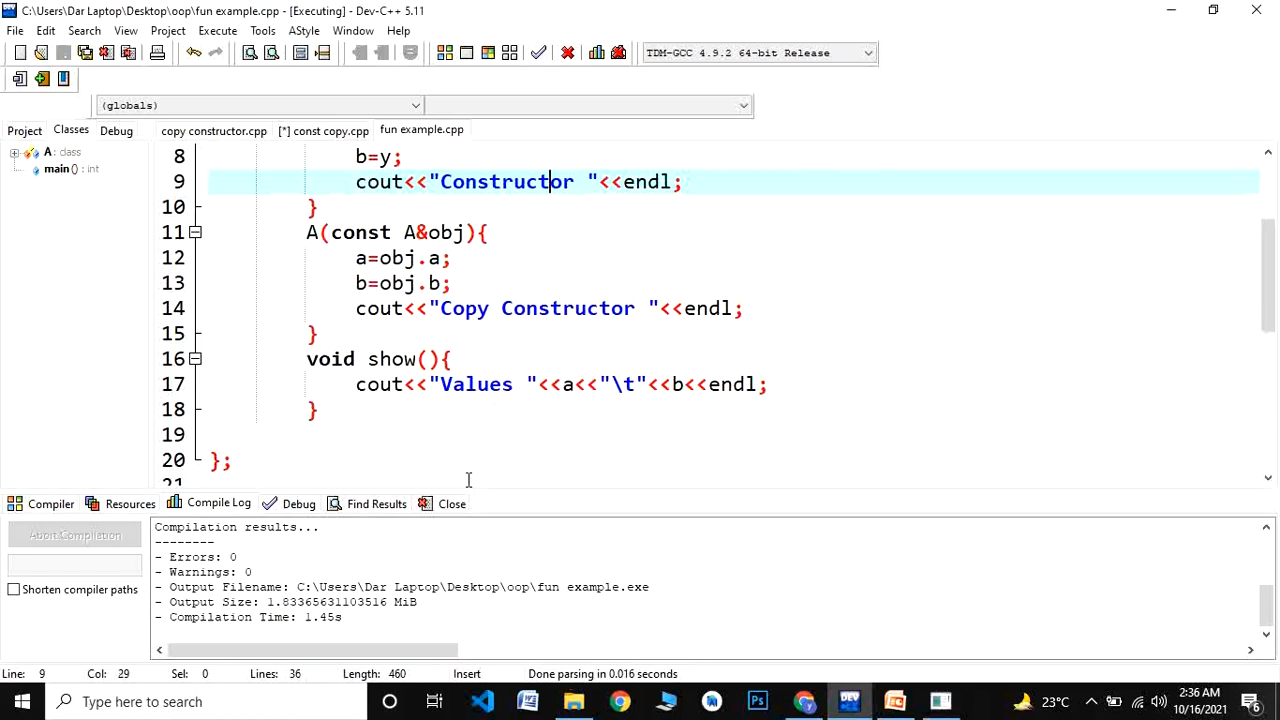 C:\Users\Dar Laptop\Desktop\oop\fun example.cpp - [Executing] - Dev-C++ 5.11
File Edit Search View Project Execute Tools AStyle Window Help
TDM-GCC 4.9.2 64-bit Release
(globals)
Project Classes Debug copy constructor.cpp [*] const copy.cpp fun example.cpp
A : class
main () : int
8 b=y;
9 cout<<"Constructor "<<endl;
10 }
11 A(const A&obj){
12 a=obj.a;
13 b=obj.b;
14 cout<<"Copy Constructor "<<endl;
15 }
16 void show(){
17 cout<<"Values "<<a<<"\t"<<b<<endl;
18 }
19
20 };
21
Compiler Resources Compile Log Debug Find Results Close
Abort Compilation
Shorten compiler paths
Compilation results...
--------
- Errors: 0
- Warnings: 0
- Output Filename: C:\Users\Dar Laptop\Desktop\oop\fun example.exe
- Output Size: 1.83365631103516 MiB
- Compilation Time: 1.45s
Line: 9 Col: 29 Sel: 0 Lines: 36 Length: 460 Insert Done parsing in 0.016 seconds
Type here to search
DEV
23°C
2:36 AM
10/16/2021
6